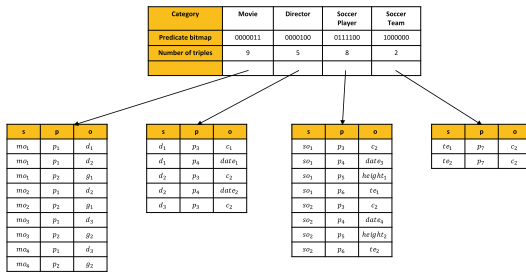 Category Movie Director Soccer Player Soccer Team
Predicate bitmap 0000011 0000100 0111100 1000000
Number of triples 9 5 8 2
s p o
mo₁ p₁ d₁
mo₁ p₁ d₂
mo₁ p₂ g₁
mo₂ p₁ d₂
mo₂ p₂ g₁
mo₃ p₁ d₃
mo₃ p₂ g₂
mo₄ p₁ d₃
mo₄ p₂ g₂
s p o
d₁ p₃ c₁
d₁ p₄ date₁
d₂ p₃ c₂
d₂ p₄ date₂
d₃ p₃ c₂
s p o
so₁ p₃ c₂
so₁ p₄ date₃
so₁ p₅ height₁
so₁ p₆ te₁
so₂ p₃ c₂
so₂ p₄ date₄
so₂ p₅ height₂
so₂ p₆ te₂
s p o
te₁ p₇ c₂
te₂ p₇ c₂